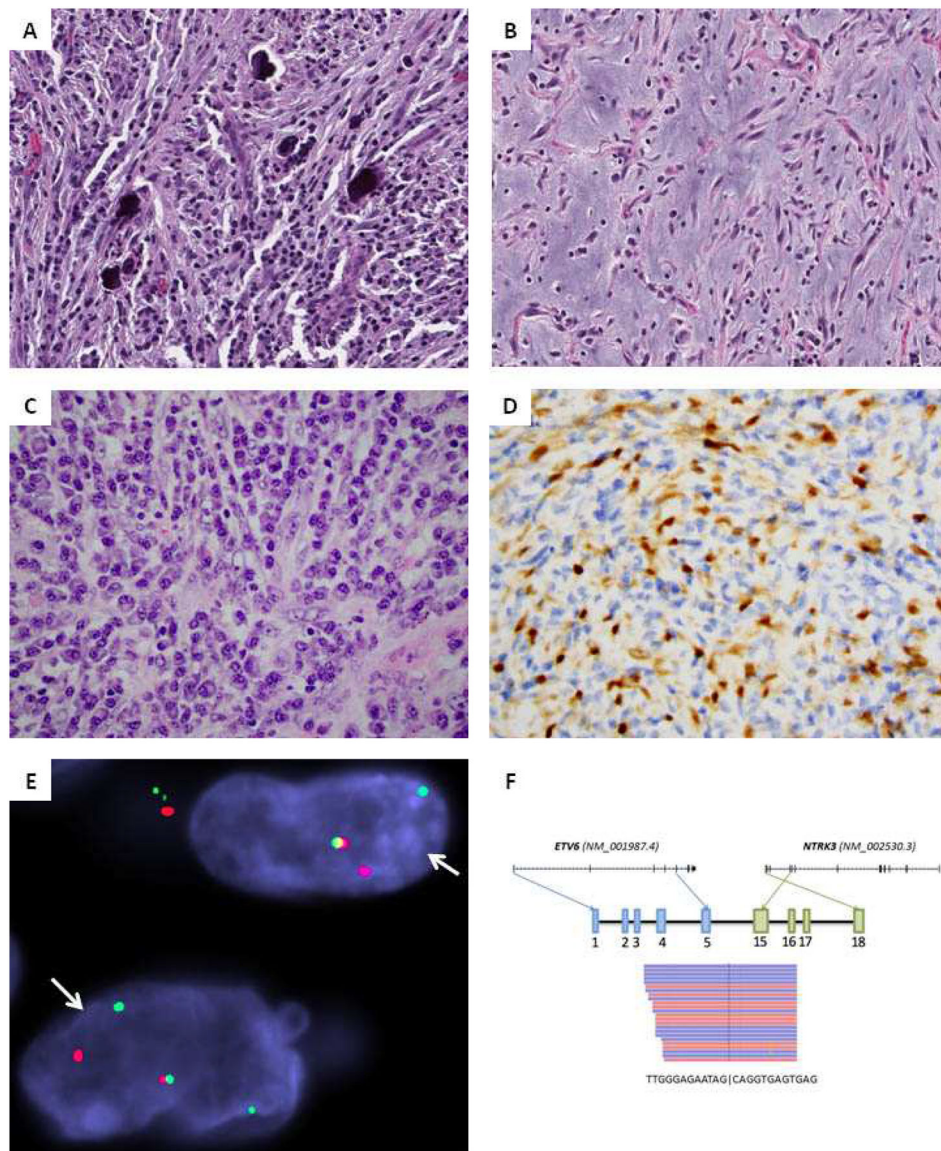 A
B
C
D
E
F
ETV6 (NM_001987.4)
NTRK3 (NM_002530.3)
1 2 3 4 5 15 16 17 18
TTGGGAGAATAG|CAGGTGAGTGAG